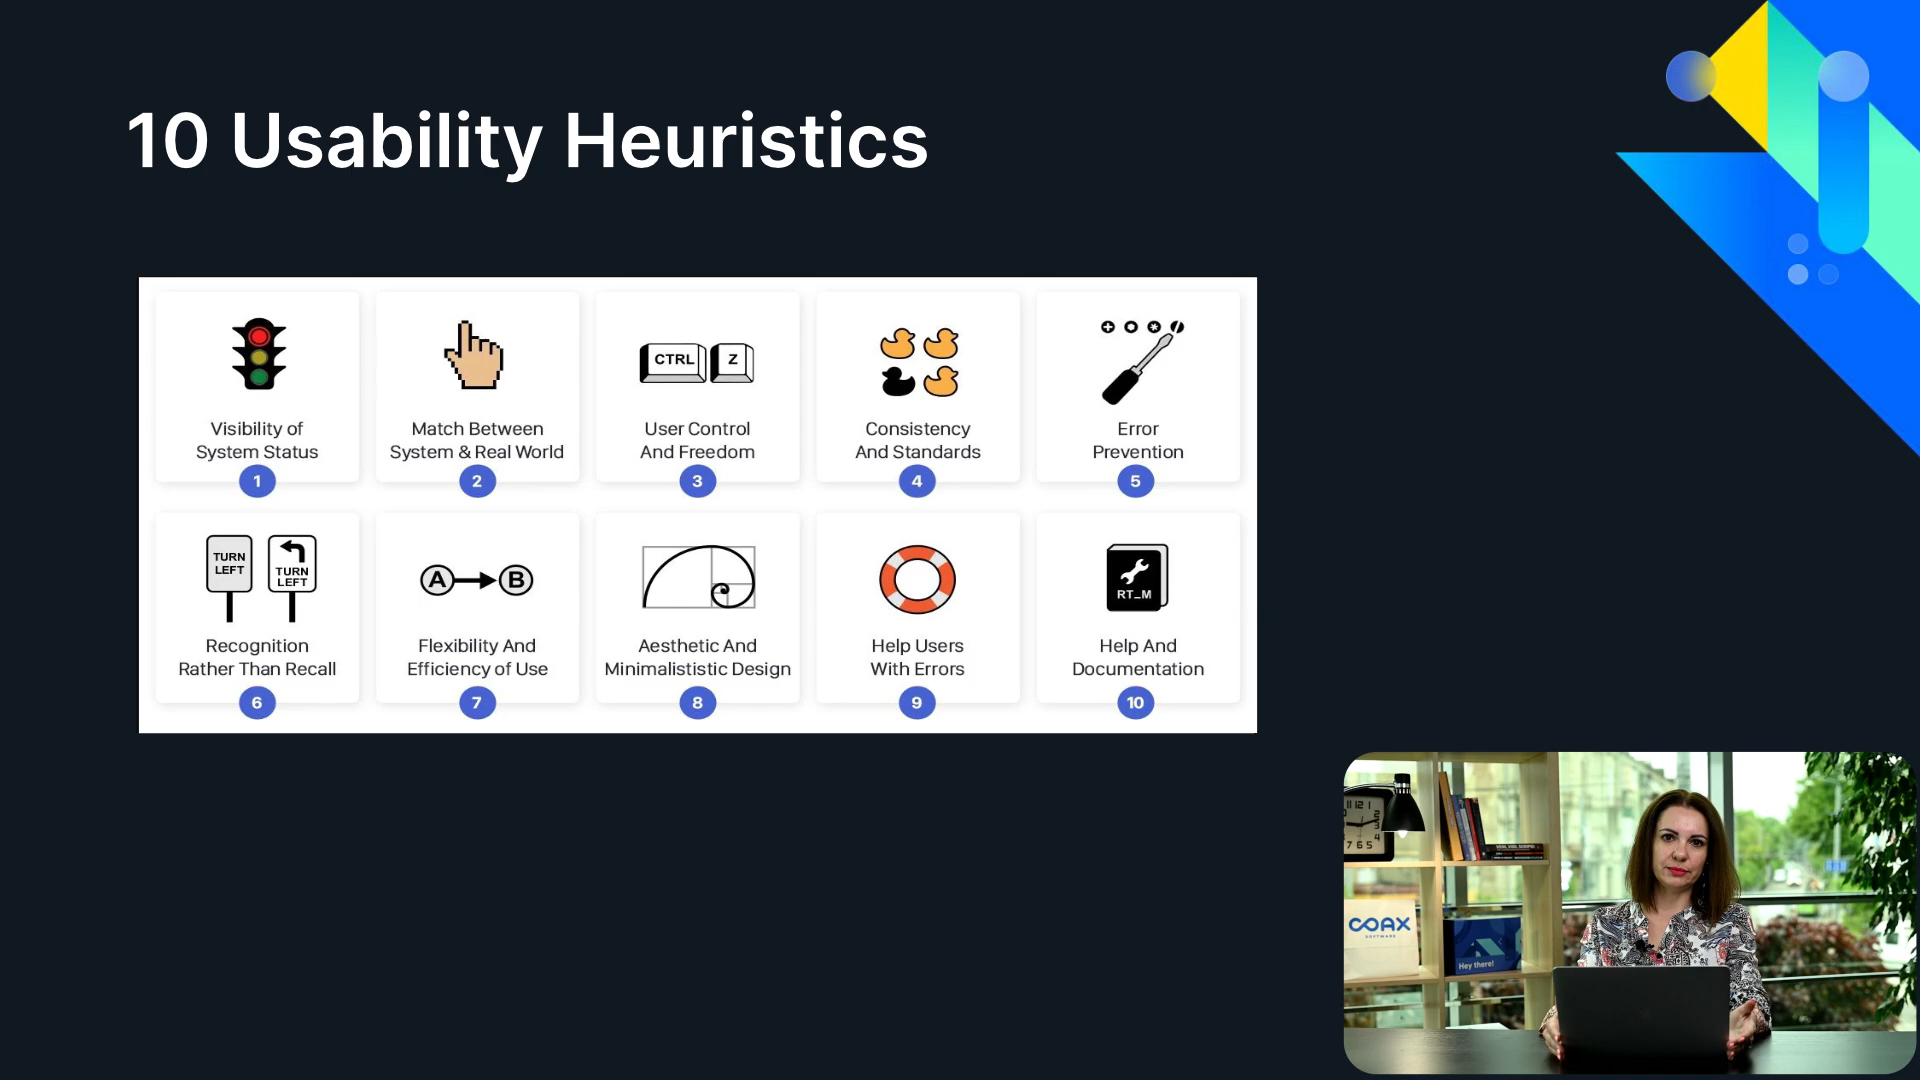 10 Usability Heuristics
CTRL Z
Visibility of
System Status
1
Match Between
System & Real World
2
User Control
And Freedom
3
Consistency
And Standards
4
Error
Prevention
5
TURN
LEFT
TURN
LEFT
A B
RT_M
Recognition
Rather Than Recall
6
Flexibility And
Efficiency of Use
7
Aesthetic And
Minimalististic Design
8
Help Users
With Errors
9
Help And
Documentation
10
COAX
SOFTWARE
Hey there!